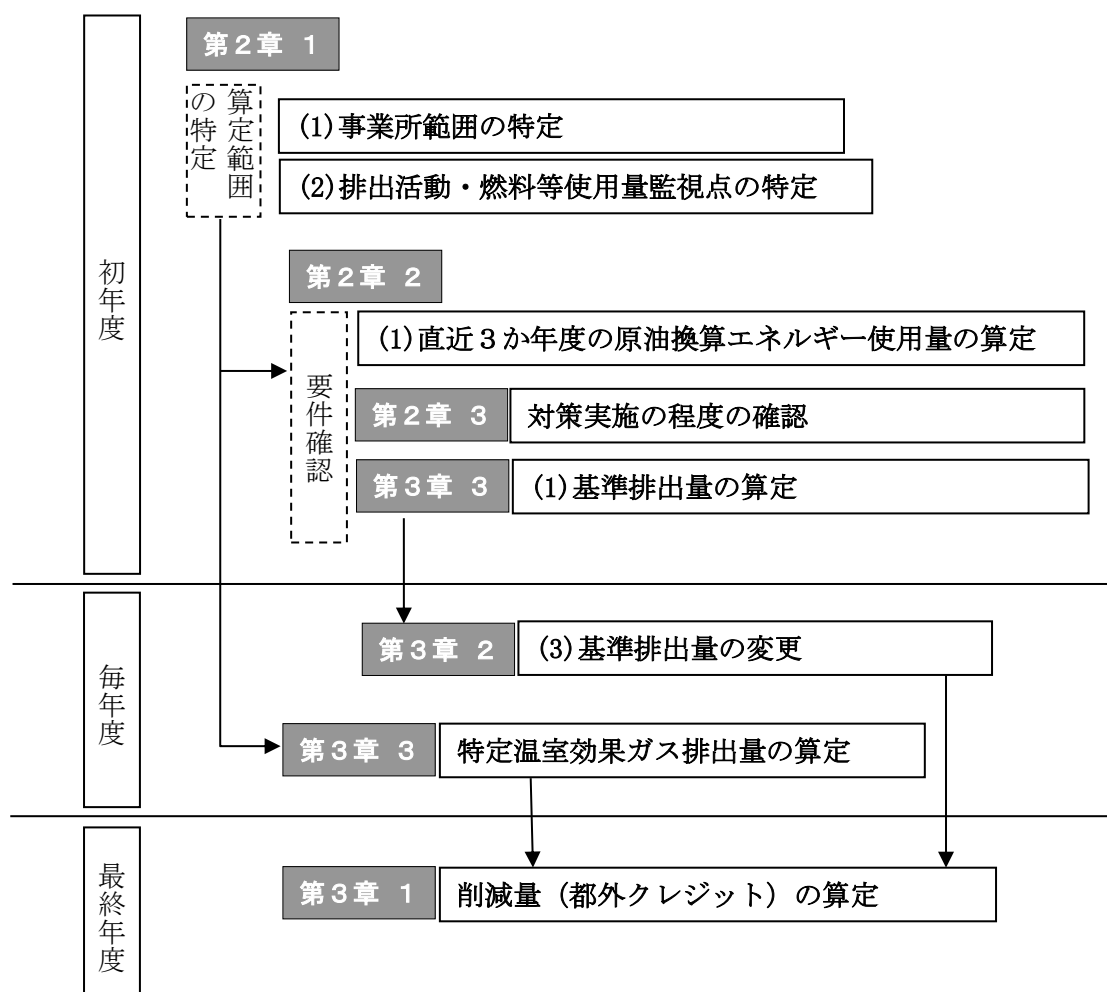 初年度
第２章 １
算定範囲
の特定
(1)事業所範囲の特定
(2)排出活動・燃料等使用量監視点の特定
第２章 ２
要件確認
(1)直近３か年度の原油換算エネルギー使用量の算定
第２章 ３ 対策実施の程度の確認
第３章 ３ (1)基準排出量の算定
毎年度
第３章 ２ (3)基準排出量の変更
第３章 ３ 特定温室効果ガス排出量の算定
最終年度
第３章 １ 削減量（都外クレジット）の算定